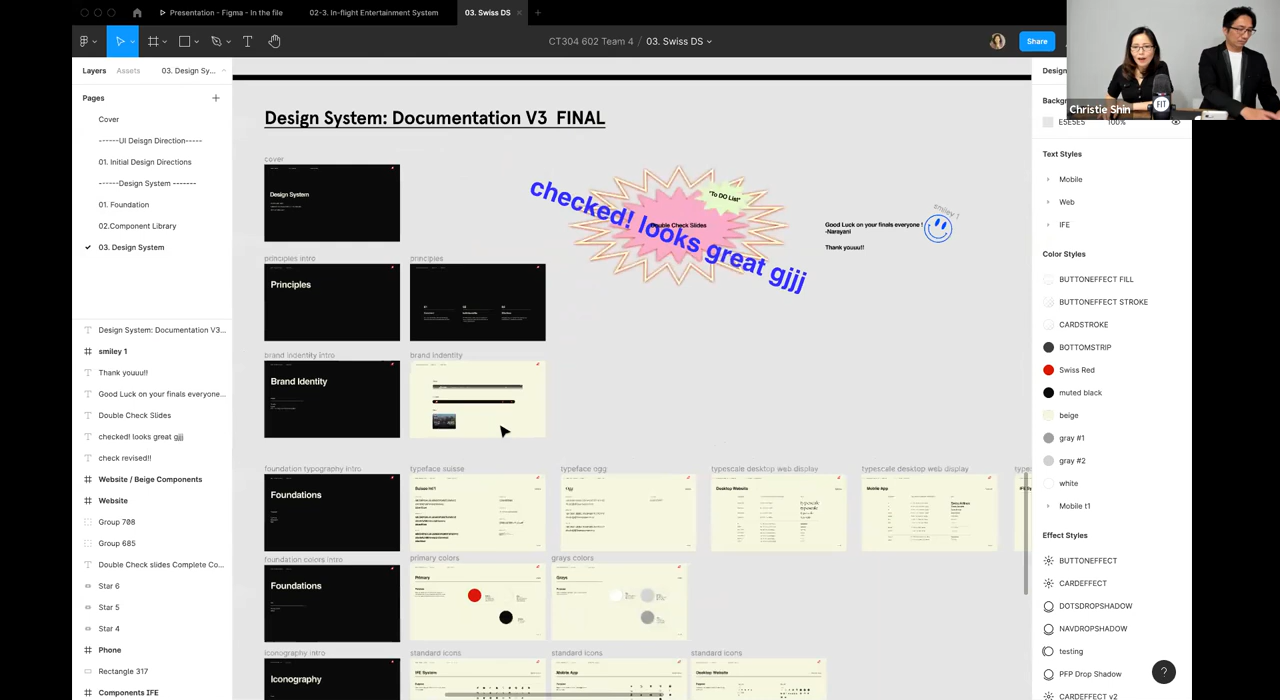 Presentation - Figma - In the file
02-3. In-flight Entertainment System
03. Swiss DS
CT304 602 Team 4 / 03. Swiss DS
Share
Layers
Assets
03. Design Sy...
Pages
Cover
------UI Deisgn Direction-----
01. Initial Design Directions
------Design System -------
01. Foundation
02.Component Library
03. Design System
Design System: Documentation V3...
smiley 1
Thank youuu!!
Good Luck on your finals everyone...
Double Check Slides
checked! looks great gjjj
check revised!!
Website / Beige Components
Website
Group 708
Group 685
Double Check slides Complete Co...
Star 6
Star 5
Star 4
Phone
Rectangle 317
Components IFE
Design System: Documentation V3 FINAL
cover
Design System
principles intro
Principles
principles
brand indentity intro
Brand Identity
brand indentity
"To DO List"
Double Check Slides
checked! looks great gjjj
Good Luck on your finals everyone !
-Narayani
Thank youuu!!
smiley 1
foundation typography intro
Foundations
typeface suisse
typeface ogg
typescale desktop web display
Desktop Website
typescale desktop web display
Mobile App
foundation colors intro
Foundations
primary colors
Primary
grays colors
Grays
iconography intro
Iconography
standard icons
IFE System
standard icons
Mobile App
standard icons
Desktop Website
Christie Shin
FIT
Design
E5E5E5
100%
Text Styles
Mobile
Web
IFE
Color Styles
BUTTONEFFECT FILL
BUTTONEFFECT STROKE
CARDSTROKE
BOTTOMSTRIP
Swiss Red
muted black
beige
gray #1
gray #2
white
Mobile t1
Effect Styles
BUTTONEFFECT
CARDEFFECT
DOTSDROPSHADOW
NAVDROPSHADOW
testing
PFP Drop Shadow
CARDEFFECT v2
?